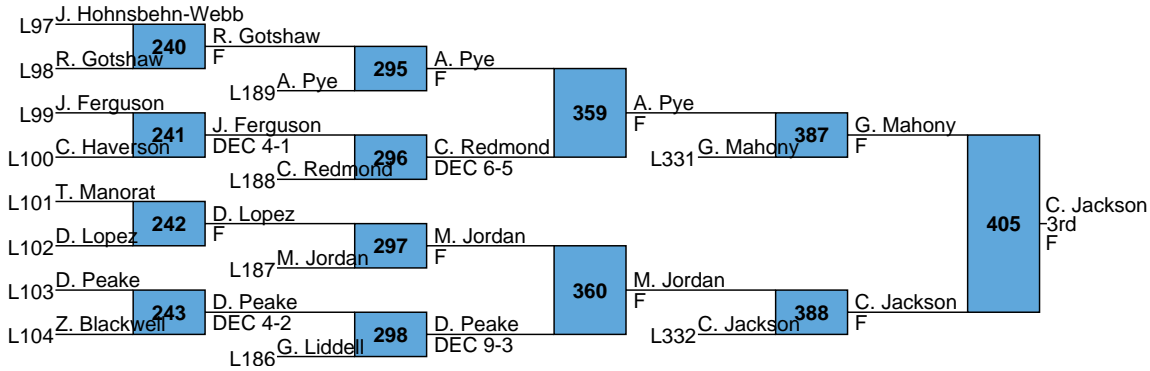 L97 J. Hohnsbehn-Webb
240
R. Gotshaw
F
L98 R. Gotshaw
295
A. Pye
F
L189 A. Pye
L99 J. Ferguson
241
J. Ferguson
DEC 4-1
L100 C. Haverson
296
C. Redmond
DEC 6-5
L188 C. Redmond
359
A. Pye
F
387
G. Mahony
F
L331 G. Mahony
L101 T. Manorat
242
D. Lopez
F
L102 D. Lopez
297
M. Jordan
F
L187 M. Jordan
L103 D. Peake
243
D. Peake
DEC 4-2
L104 Z. Blackwell
298
D. Peake
DEC 9-3
L186 G. Liddell
360
M. Jordan
F
388
C. Jackson
F
L332 C. Jackson
405
C. Jackson
3rd
F